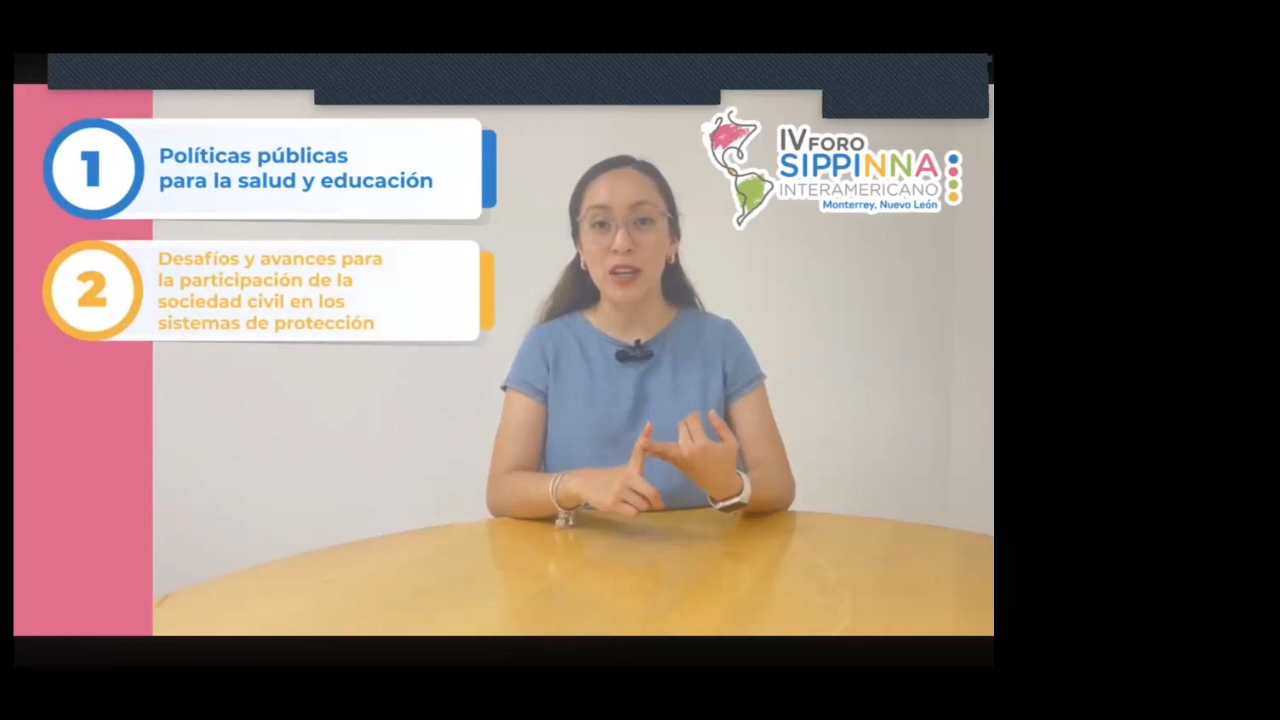 1
Políticas públicas
para la salud y educación
2
Desafíos y avances para
la participación de la
sociedad civil en los
sistemas de protección
IV FORO
SIPPINNA
INTERAMERICANO
Monterrey, Nuevo León